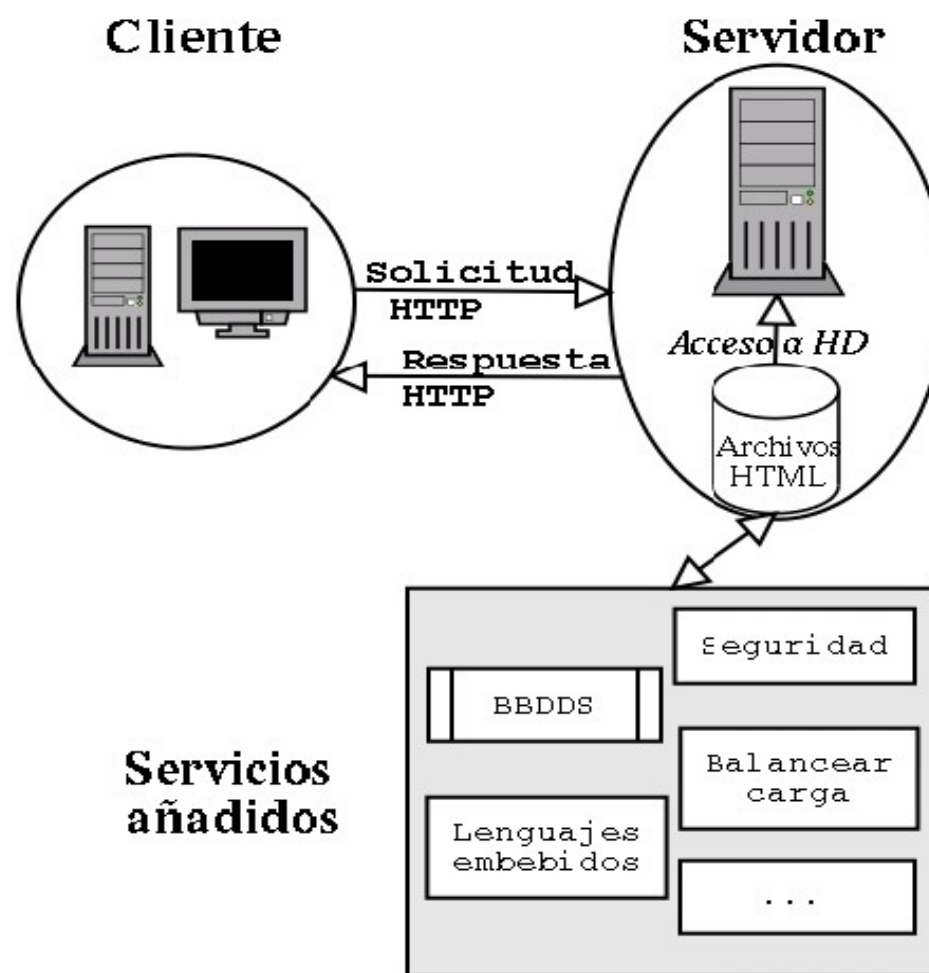 Cliente
Servidor
Solicitud
HTTP
Respuesta
HTTP
Acceso a HD
Archivos
HTML
Servicios
añadidos
Seguridad
BBDDS
Balancear
carga
Lenguajes
embebidos
...